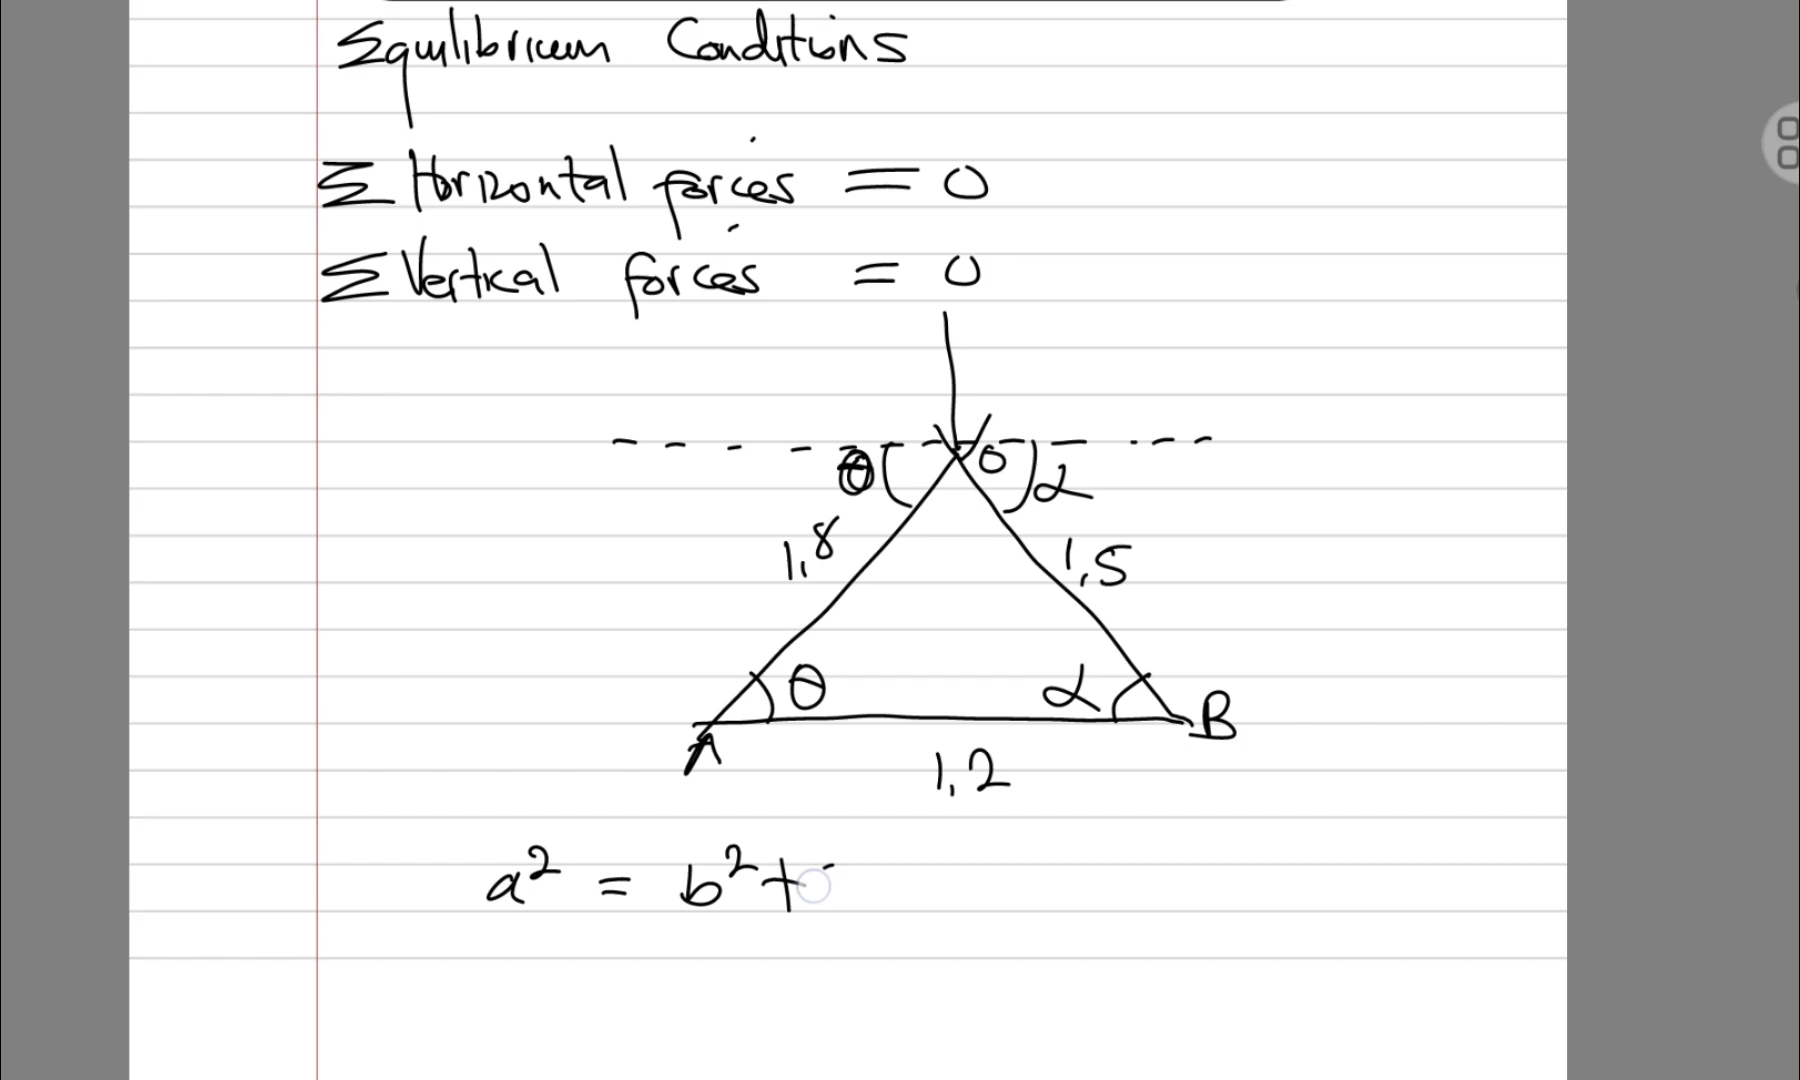 Equilibrium Conditions
Σ Horizontal forces = 0
Σ Vertical forces = 0
θ O α
1,8 1,5
θ α
A B
1,2
a² = b² +